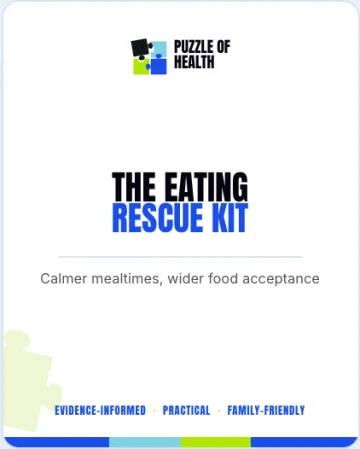 PUZZLE OF
HEALTH
THE EATING
RESCUE KIT
Calmer mealtimes, wider food acceptance
EVIDENCE-INFORMED · PRACTICAL · FAMILY-FRIENDLY